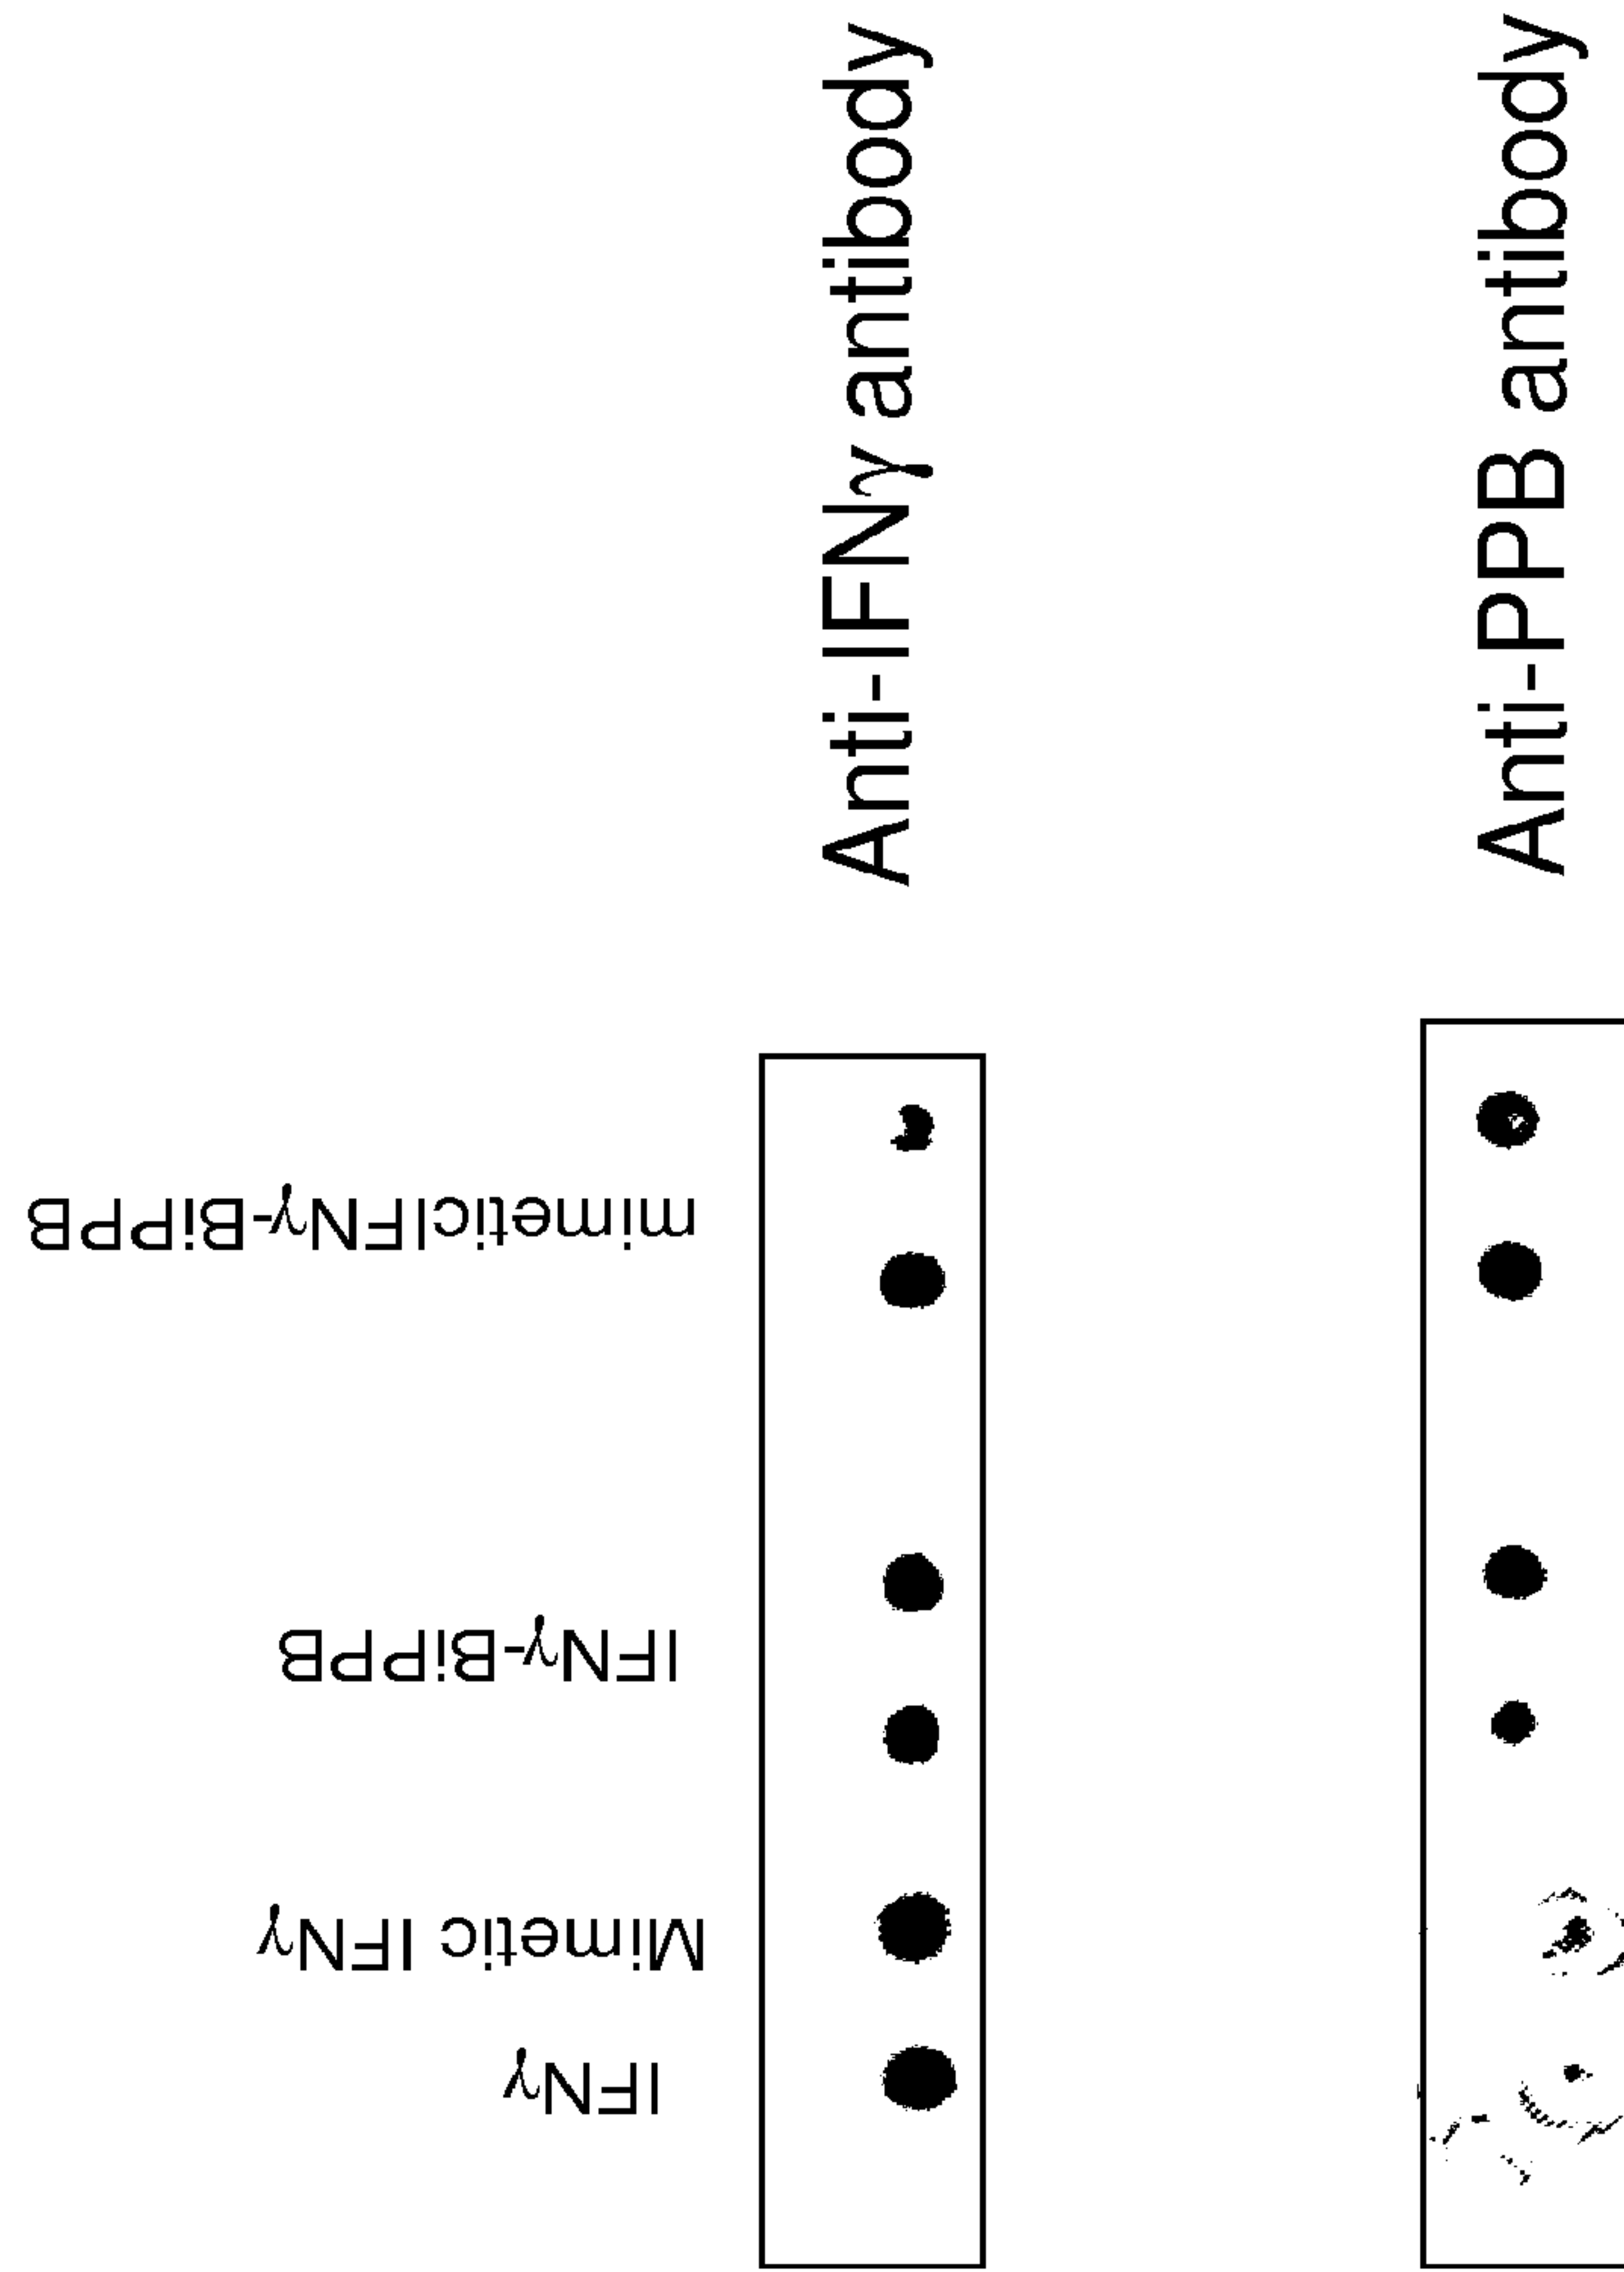 Anti-IFNγ antibody
Anti-PPB antibody
mimeticIFNγ-BiPPB
IFNγ-BiPPB
Mimetic IFNγ
IFNγ